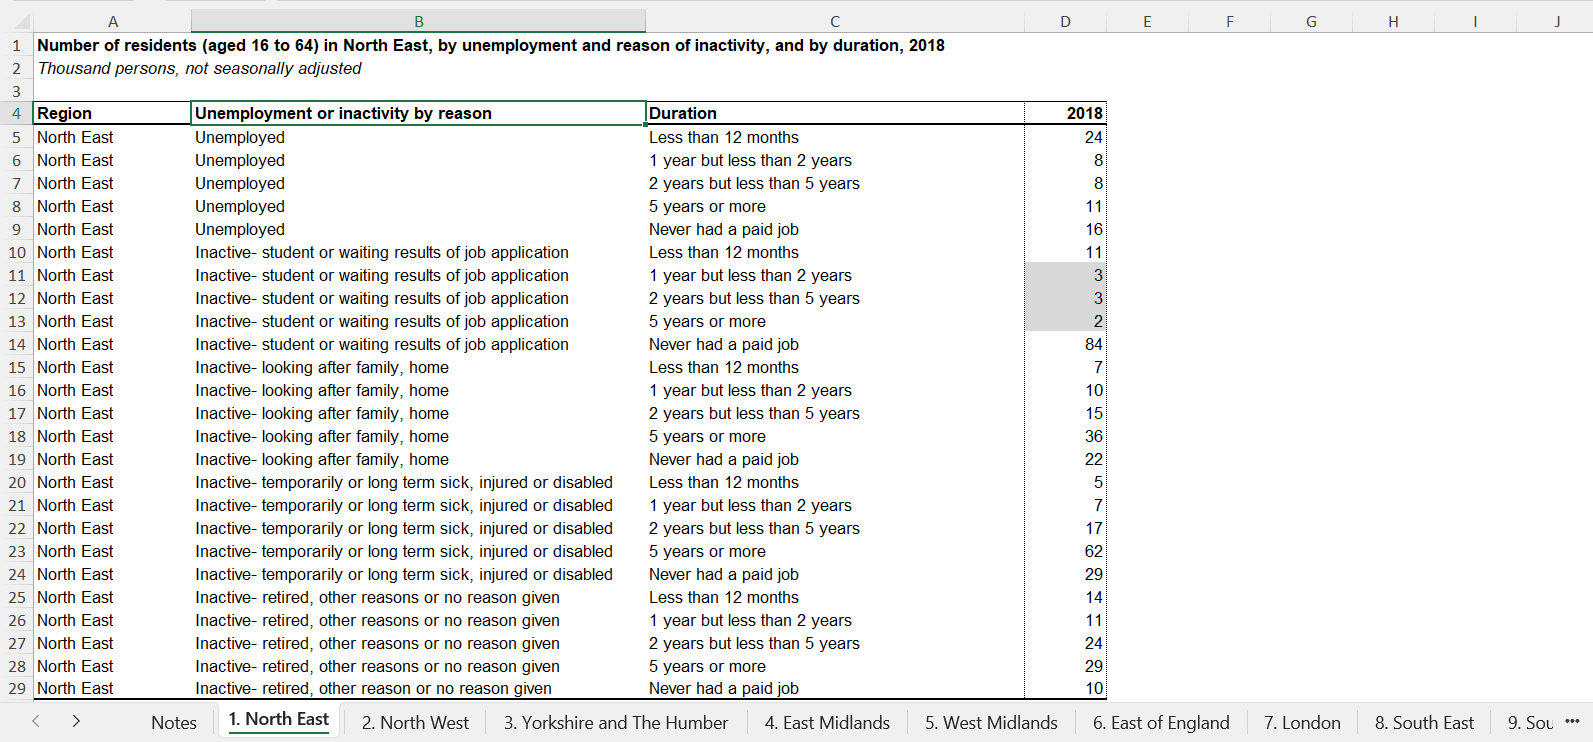 A B C D E F G H I J
1 Number of residents (aged 16 to 64) in North East, by unemployment and reason of inactivity, and by duration, 2018
2 Thousand persons, not seasonally adjusted
3
4 Region Unemployment or inactivity by reason Duration 2018
5 North East Unemployed Less than 12 months 24
6 North East Unemployed 1 year but less than 2 years 8
7 North East Unemployed 2 years but less than 5 years 8
8 North East Unemployed 5 years or more 11
9 North East Unemployed Never had a paid job 16
10 North East Inactive- student or waiting results of job application Less than 12 months 11
11 North East Inactive- student or waiting results of job application 1 year but less than 2 years 3
12 North East Inactive- student or waiting results of job application 2 years but less than 5 years 3
13 North East Inactive- student or waiting results of job application 5 years or more 2
14 North East Inactive- student or waiting results of job application Never had a paid job 84
15 North East Inactive- looking after family, home Less than 12 months 7
16 North East Inactive- looking after family, home 1 year but less than 2 years 10
17 North East Inactive- looking after family, home 2 years but less than 5 years 15
18 North East Inactive- looking after family, home 5 years or more 36
19 North East Inactive- looking after family, home Never had a paid job 22
20 North East Inactive- temporarily or long term sick, injured or disabled Less than 12 months 5
21 North East Inactive- temporarily or long term sick, injured or disabled 1 year but less than 2 years 7
22 North East Inactive- temporarily or long term sick, injured or disabled 2 years but less than 5 years 17
23 North East Inactive- temporarily or long term sick, injured or disabled 5 years or more 62
24 North East Inactive- temporarily or long term sick, injured or disabled Never had a paid job 29
25 North East Inactive- retired, other reasons or no reason given Less than 12 months 14
26 North East Inactive- retired, other reasons or no reason given 1 year but less than 2 years 11
27 North East Inactive- retired, other reasons or no reason given 2 years but less than 5 years 24
28 North East Inactive- retired, other reasons or no reason given 5 years or more 29
29 North East Inactive- retired, other reason or no reason given Never had a paid job 10
Notes 1. North East 2. North West 3. Yorkshire and The Humber 4. East Midlands 5. West Midlands 6. East of England 7. London 8. South East 9. Sou ...